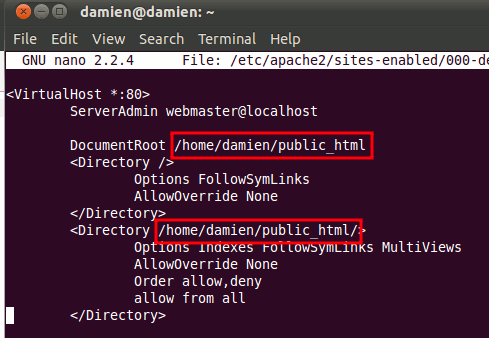 damien@damien: ~
File Edit View Search Terminal Help
GNU nano 2.2.4 File: /etc/apache2/sites-enabled/000-de
<VirtualHost *:80>
ServerAdmin webmaster@localhost
DocumentRoot /home/damien/public_html
<Directory />
Options FollowSymLinks
AllowOverride None
</Directory>
<Directory /home/damien/public_html/>
Options Indexes FollowSymLinks MultiViews
AllowOverride None
Order allow,deny
allow from all
</Directory>